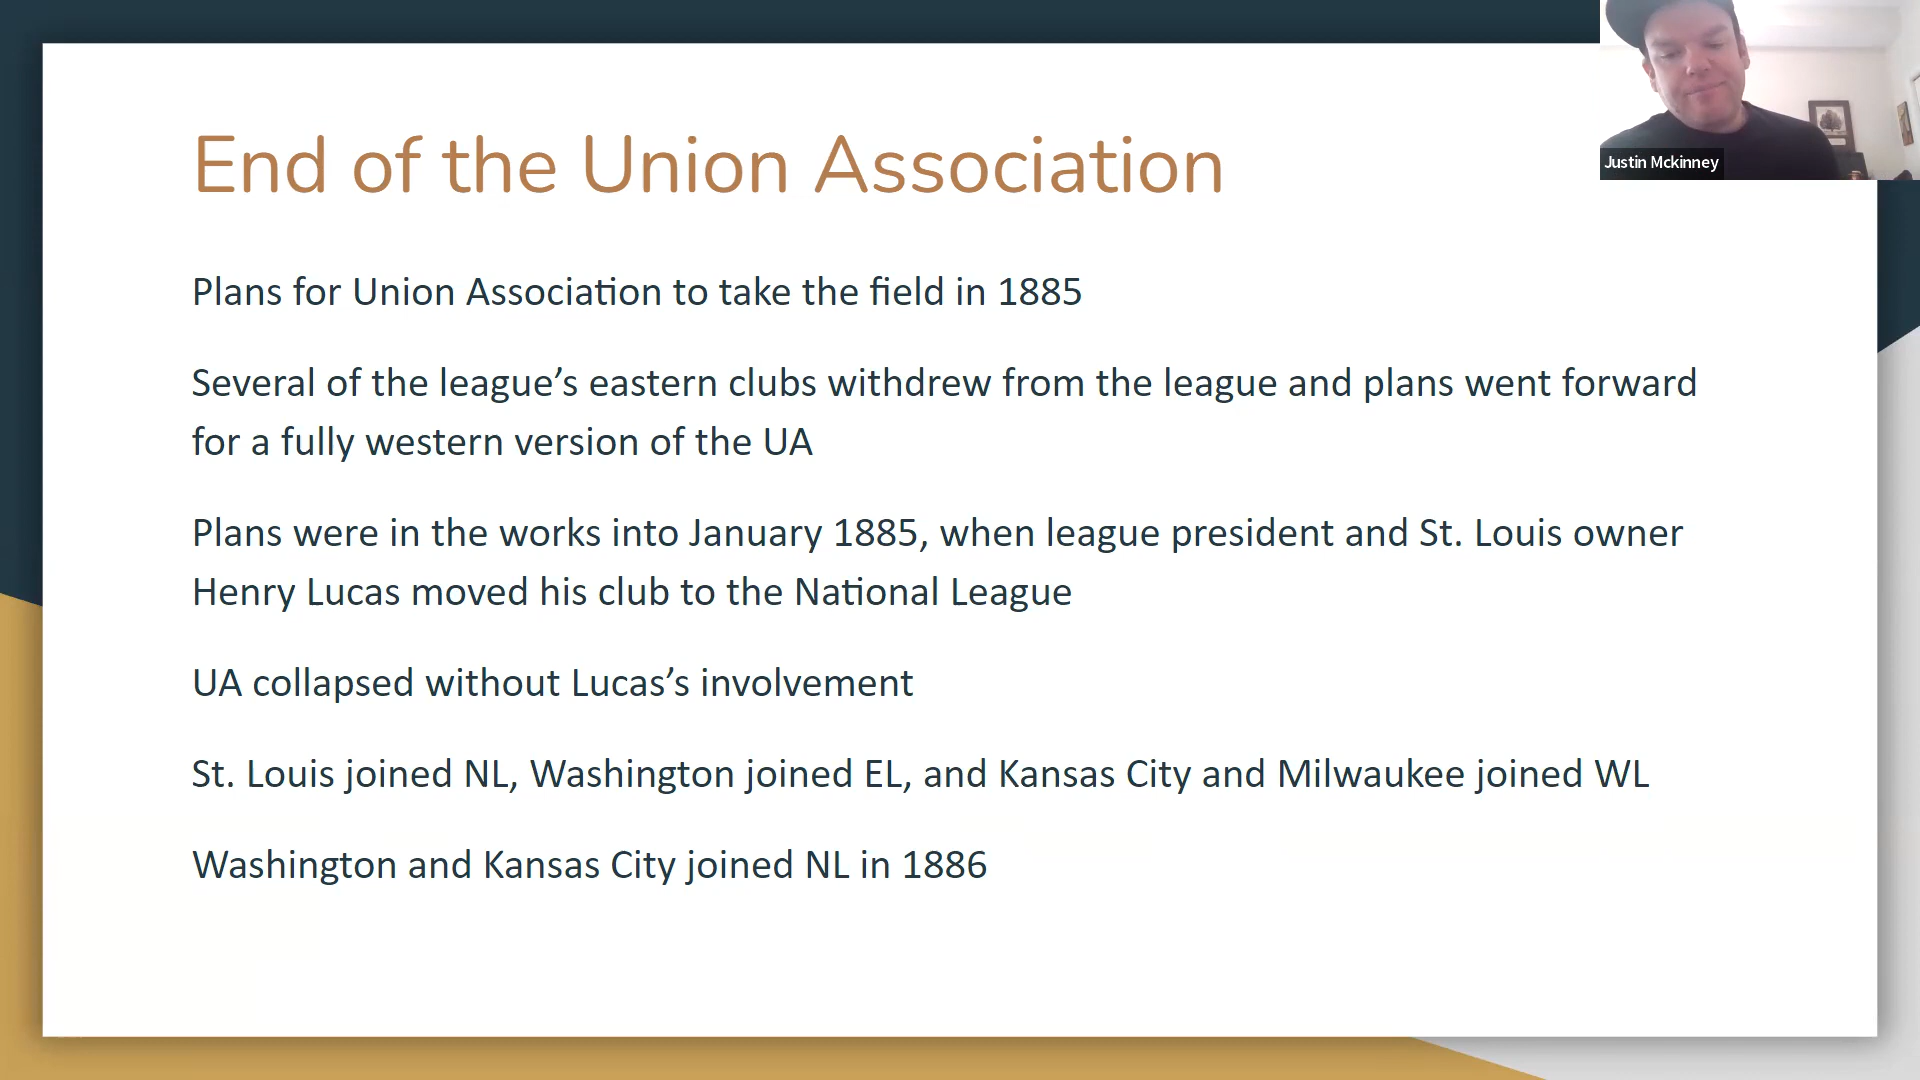 End of the Union Association
Justin Mckinney
Plans for Union Association to take the field in 1885
Several of the league’s eastern clubs withdrew from the league and plans went forward
for a fully western version of the UA
Plans were in the works into January 1885, when league president and St. Louis owner
Henry Lucas moved his club to the National League
UA collapsed without Lucas’s involvement
St. Louis joined NL, Washington joined EL, and Kansas City and Milwaukee joined WL
Washington and Kansas City joined NL in 1886